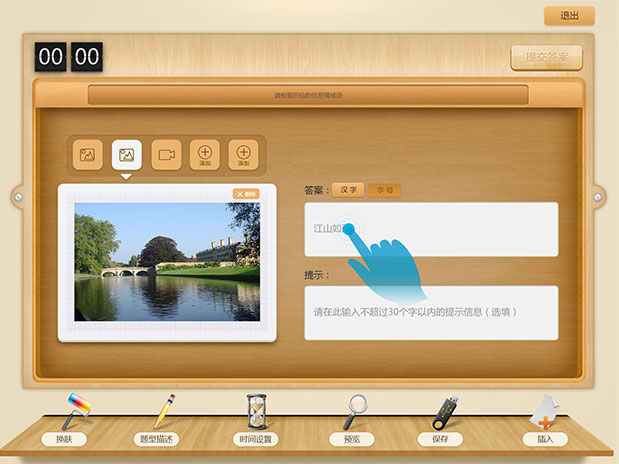 退出
00 00
提交答案
请根据所给的信息猜成语
添加 添加
删除
答案： 汉字 字母
江山如
提示：
请在此输入不超过30个字以内的提示信息（选填）
换肤 题型描述 时间设置 预览 保存 插入